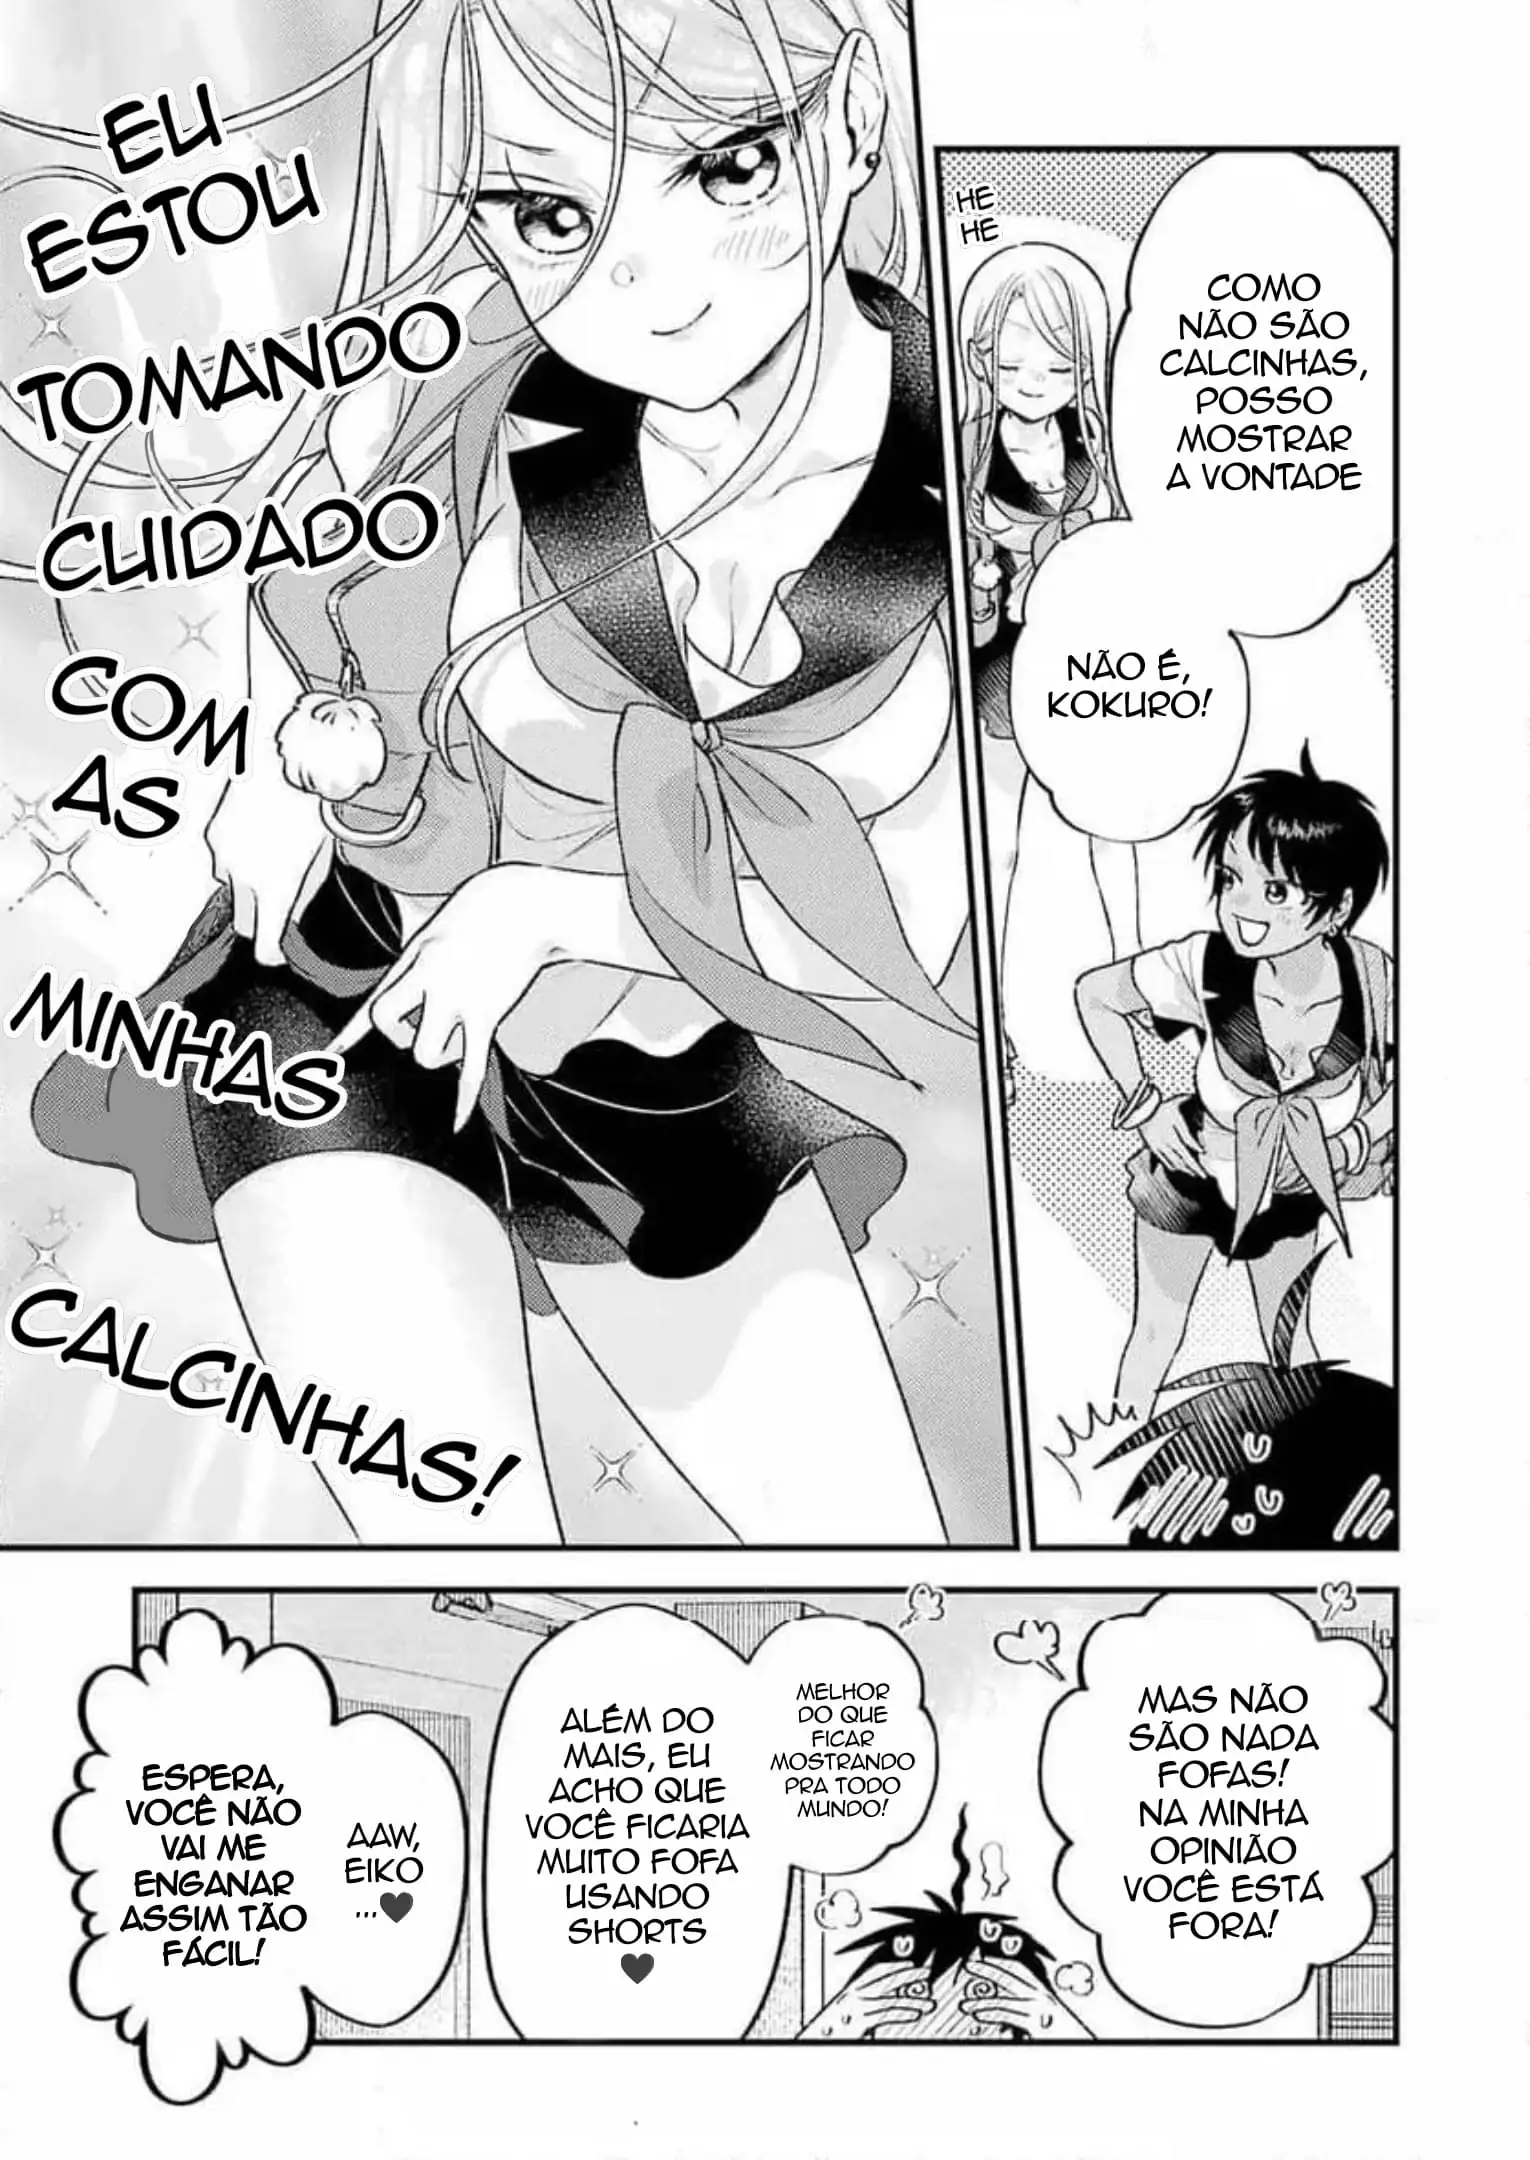 HE
HE
COMO
NÃO SÃO
CALCINHAS,
POSSO
MOSTRAR
A VONTADE
NÃO É,
KOKURO!
EU
ESTOU
TOMANDO
CUIDADO
COM
AS
MINHAS
CALCINHAS!
MAS NÃO
SÃO NADA
FOFAS!
NA MINHA
OPINIÃO
VOCÊ ESTÁ
FORA!
MELHOR
DO QUE
FICAR
MOSTRANDO
PRA TODO
MUNDO!
ALÉM DO
MAIS, EU
ACHO QUE
VOCÊ FICARIA
MUITO FOFA
USANDO
SHORTS
♥
AAW,
EIKO
...♥
ESPERA,
VOCÊ NÃO
VAI ME
ENGANAR
ASSIM TÃO
FÁCIL!